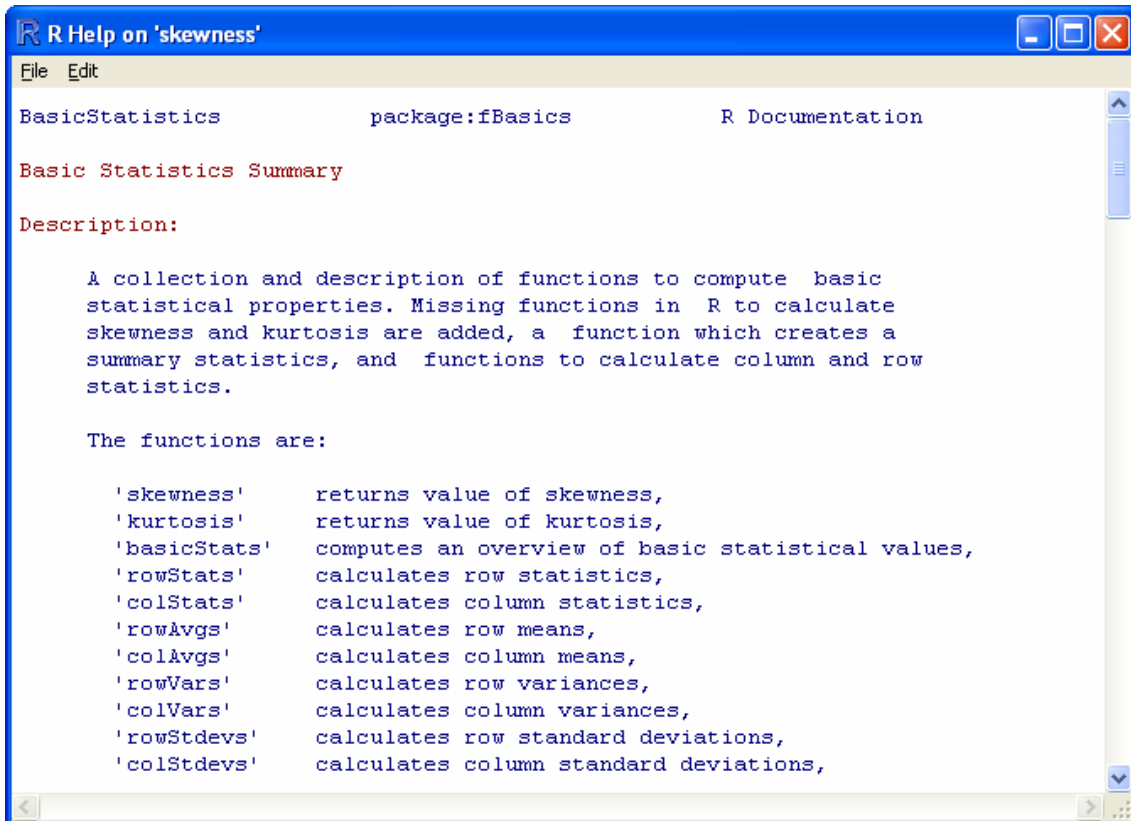 R R Help on 'skewness'
File Edit
BasicStatistics package:fBasics R Documentation
Basic Statistics Summary
Description:
A collection and description of functions to compute basic
statistical properties. Missing functions in R to calculate
skewness and kurtosis are added, a function which creates a
summary statistics, and functions to calculate column and row
statistics.
The functions are:
'skewness' returns value of skewness,
'kurtosis' returns value of kurtosis,
'basicStats' computes an overview of basic statistical values,
'rowStats' calculates row statistics,
'colStats' calculates column statistics,
'rowAvgs' calculates row means,
'colAvgs' calculates column means,
'rowVars' calculates row variances,
'colVars' calculates column variances,
'rowStdevs' calculates row standard deviations,
'colStdevs' calculates column standard deviations,